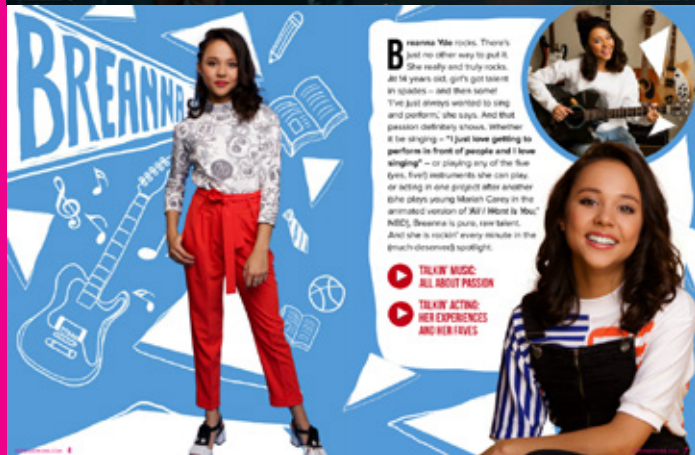 BREANNA
Breanna Yde rocks. There's
just no other way to put it.
She really and truly rocks.
At 14 years old, girl's got talent
in spades – and then some!
"I've just always wanted to sing
and perform," she says. And that
passion definitely shows. Whether
it be singing – "I just love getting to
perform in front of people and I love
singing" – or playing any of the five
(yes, five!) instruments she can play,
or acting in one project after another
(she plays young Mariah Carey in the
animated version of "All I Want is You,"
NBD), Breanna is pure, raw talent.
And she is rockin' every minute in the
(much-deserved) spotlight.
TALKIN' MUSIC:
ALL ABOUT PASSION
TALKIN' ACTING:
HER EXPERIENCES
AND HER FAVES